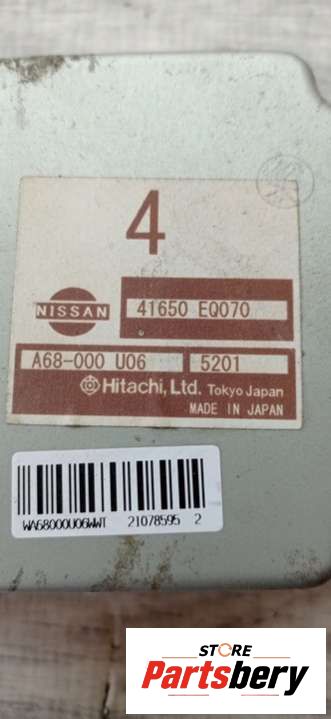 4
NISSAN
41650 EQ070
A68-000 U06 5201
Hitachi, Ltd. Tokyo Japan
MADE IN JAPAN
WA68000U06WWT 21078595 2
STORE
Partsbery